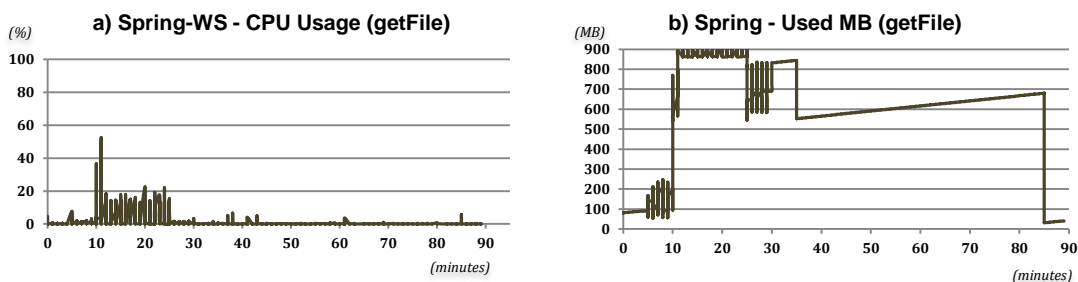 a) Spring-WS - CPU Usage (getFile)
(%)
100
80
60
40
20
0
0 10 20 30 40 50 60 70 80 90
(minutes)
b) Spring - Used MB (getFile)
(MB)
900
800
700
600
500
400
300
200
100
0
0 10 20 30 40 50 60 70 80 90
(minutes)